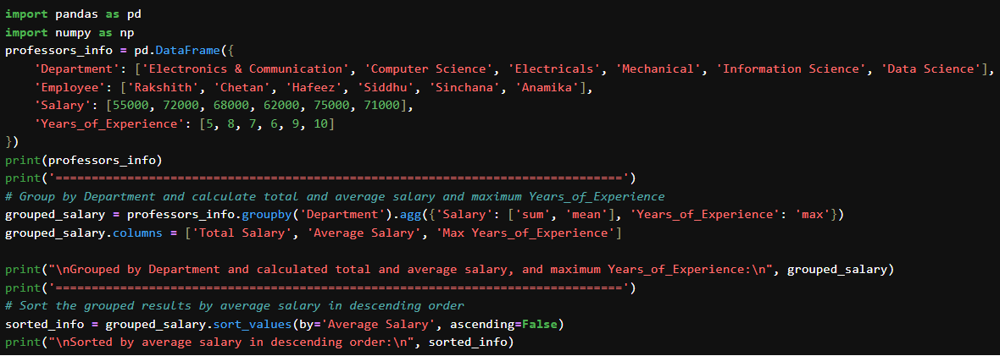 import pandas as pd
import numpy as np
professors_info = pd.DataFrame({
    'Department': ['Electronics & Communication', 'Computer Science', 'Electricals', 'Mechanical', 'Information Science', 'Data Science'],
    'Employee': ['Rakshith', 'Chetan', 'Hafeez', 'Siddhu', 'Sinchana', 'Anamika'],
    'Salary': [55000, 72000, 68000, 62000, 75000, 71000],
    'Years_of_Experience': [5, 8, 7, 6, 9, 10]
})
print(professors_info)
print('===============================================================================')
# Group by Department and calculate total and average salary and maximum Years_of_Experience
grouped_salary = professors_info.groupby('Department').agg({'Salary': ['sum', 'mean'], 'Years_of_Experience': 'max'})
grouped_salary.columns = ['Total Salary', 'Average Salary', 'Max Years_of_Experience']

print("\nGrouped by Department and calculated total and average salary, and maximum Years_of_Experience:\n", grouped_salary)
print('===============================================================================')
# Sort the grouped results by average salary in descending order
sorted_info = grouped_salary.sort_values(by='Average Salary', ascending=False)
print("\nSorted by average salary in descending order:\n", sorted_info)